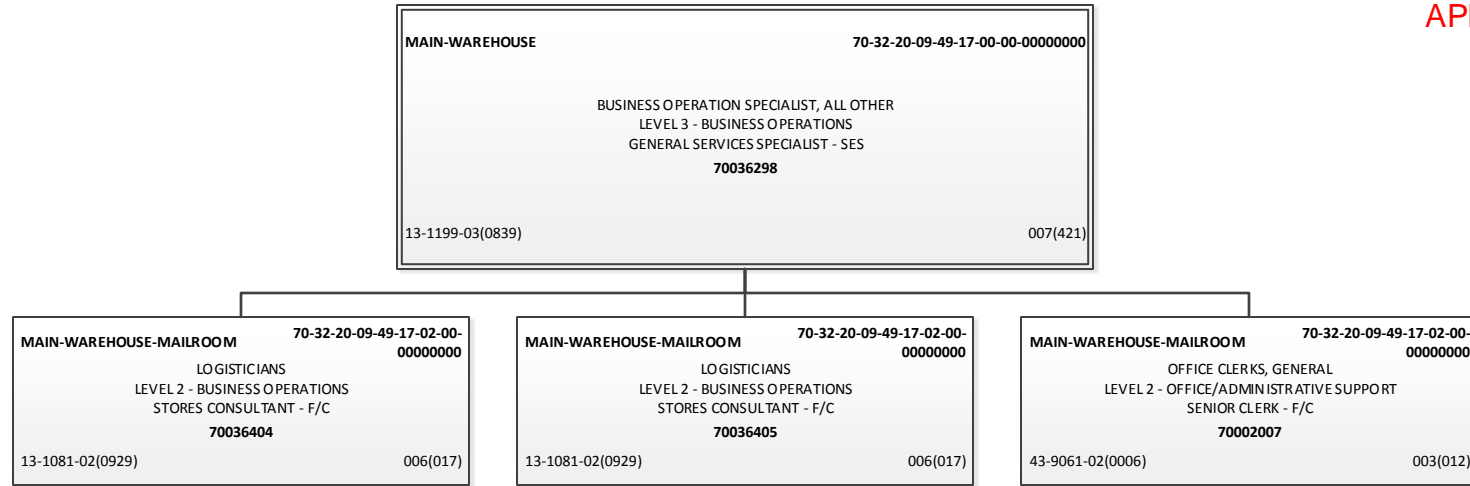 AP
MAIN-WAREHOUSE 70-32-20-09-49-17-00-00-00000000
BUSINESS OPERATION SPECIALIST, ALL OTHER
LEVEL 3 - BUSINESS OPERATIONS
GENERAL SERVICES SPECIALIST - SES
70036298
13-1199-03(0839) 007(421)
MAIN-WAREHOUSE-MAILROOM 70-32-20-09-49-17-02-00-
00000000
LOGISTICIANS
LEVEL 2 - BUSINESS OPERATIONS
STORES CONSULTANT - F/C
70036404
13-1081-02(0929) 006(017)
MAIN-WAREHOUSE-MAILROOM 70-32-20-09-49-17-02-00-
00000000
LOGISTICIANS
LEVEL 2 - BUSINESS OPERATIONS
STORES CONSULTANT - F/C
70036405
13-1081-02(0929) 006(017)
MAIN-WAREHOUSE-MAILROOM 70-32-20-09-49-17-02-00-
00000000
OFFICE CLERKS, GENERAL
LEVEL 2 - OFFICE/ADMINISTRATIVE SUPPORT
SENIOR CLERK - F/C
70002007
43-9061-02(0006) 003(012)